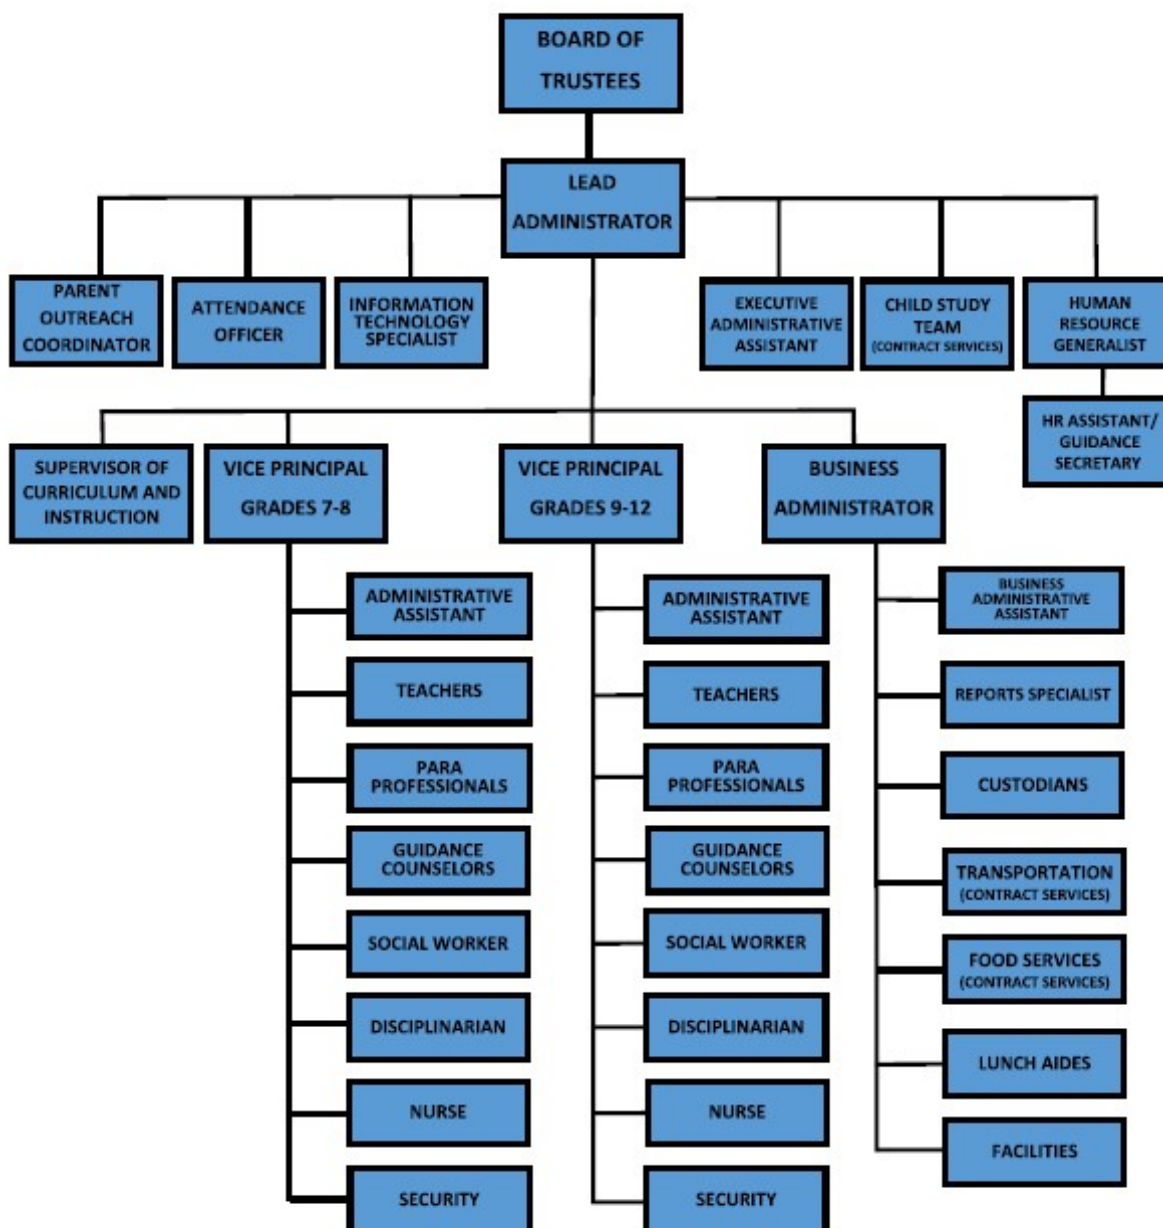 BOARD OF
TRUSTEES
LEAD
ADMINISTRATOR
PARENT
OUTREACH
COORDINATOR
ATTENDANCE
OFFICER
INFORMATION
TECHNOLOGY
SPECIALIST
EXECUTIVE
ADMINISTRATIVE
ASSISTANT
CHILD STUDY
TEAM
(CONTRACT SERVICES)
HUMAN
RESOURCE
GENERALIST
HR ASSISTANT/
GUIDANCE
SECRETARY
SUPERVISOR OF
CURRICULUM AND
INSTRUCTION
VICE PRINCIPAL
GRADES 7-8
VICE PRINCIPAL
GRADES 9-12
BUSINESS
ADMINISTRATOR
ADMINISTRATIVE
ASSISTANT
TEACHERS
PARA
PROFESSIONALS
GUIDANCE
COUNSELORS
SOCIAL WORKER
DISCIPLINARIAN
NURSE
SECURITY
ADMINISTRATIVE
ASSISTANT
TEACHERS
PARA
PROFESSIONALS
GUIDANCE
COUNSELORS
SOCIAL WORKER
DISCIPLINARIAN
NURSE
SECURITY
BUSINESS
ADMINISTRATIVE
ASSISTANT
REPORTS SPECIALIST
CUSTODIANS
TRANSPORTATION
(CONTRACT SERVICES)
FOOD SERVICES
(CONTRACT SERVICES)
LUNCH AIDES
FACILITIES